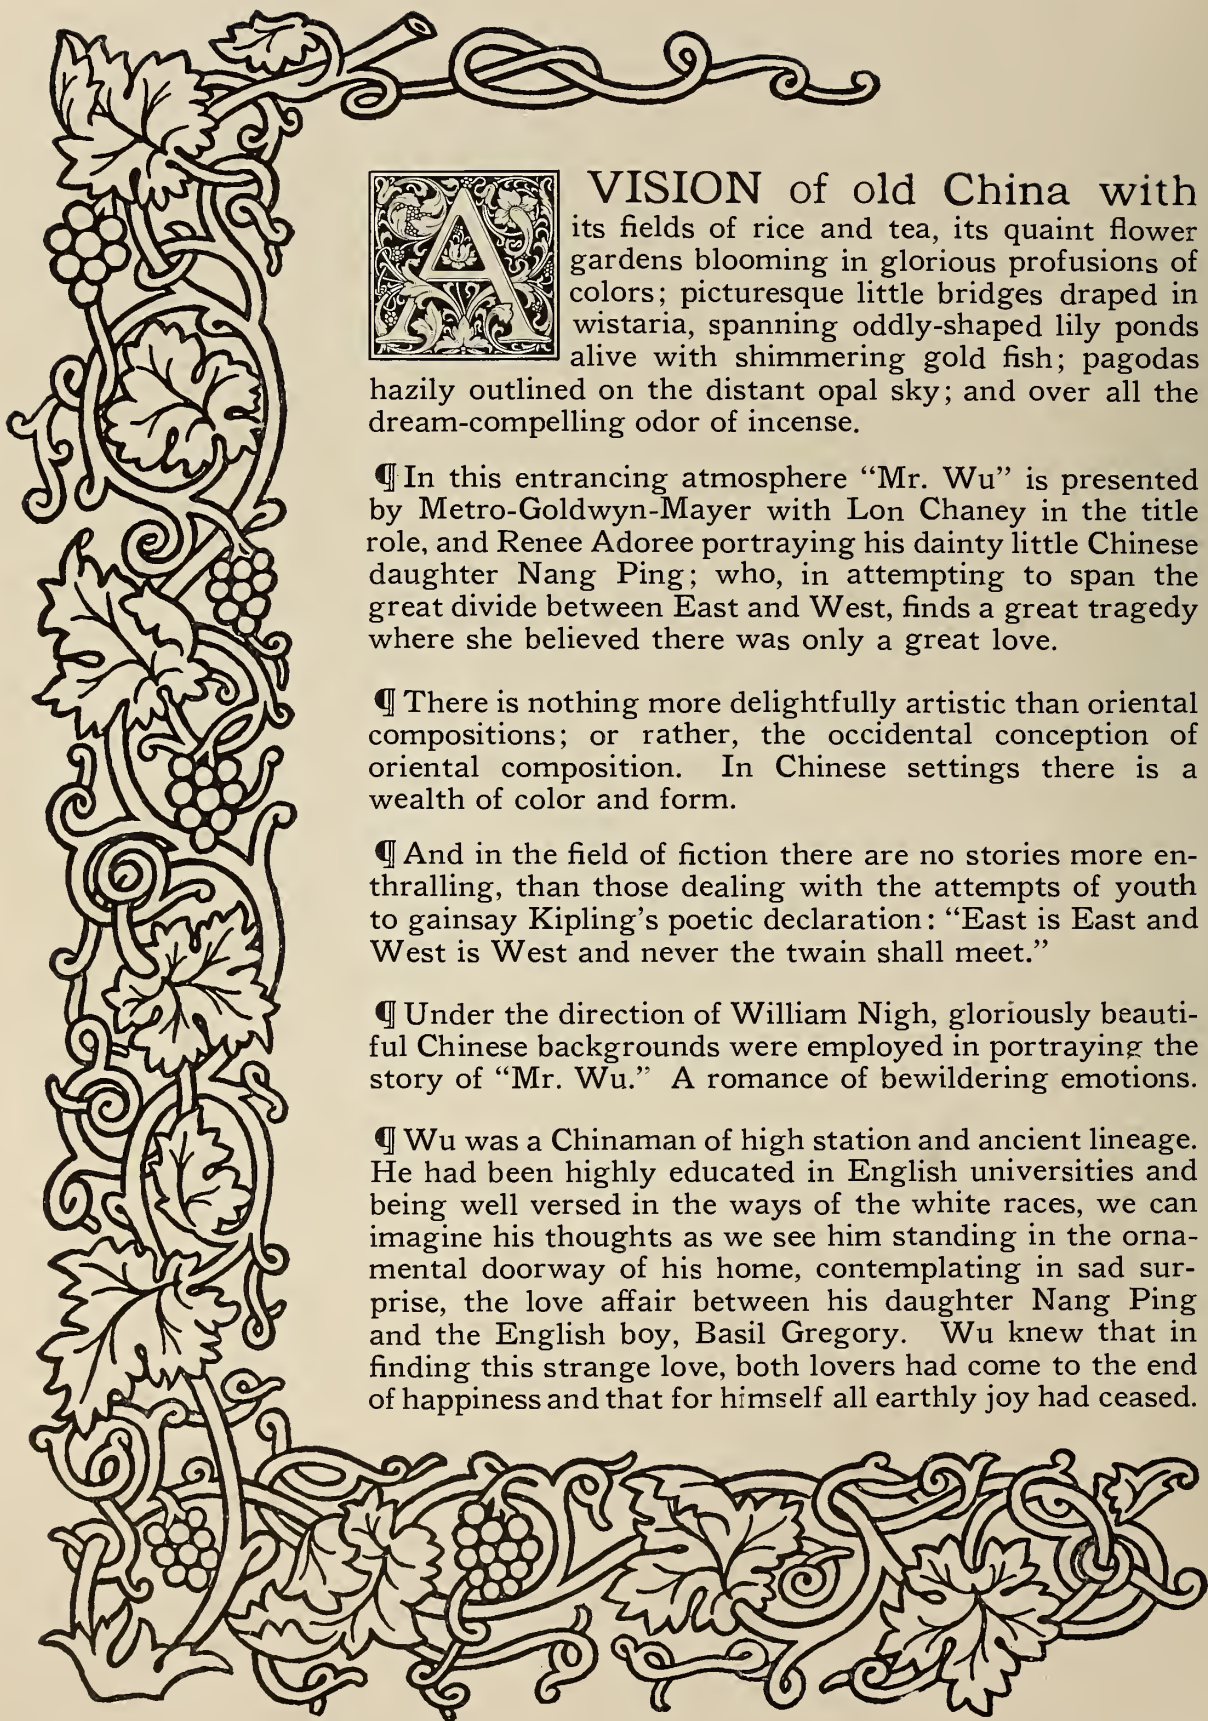 A VISION of old China with
its fields of rice and tea, its quaint flower
gardens blooming in glorious profusions of
colors; picturesque little bridges draped in
wistaria, spanning oddly-shaped lily ponds
alive with shimmering gold fish; pagodas
hazily outlined on the distant opal sky; and over all the
dream-compelling odor of incense.
¶ In this entrancing atmosphere “Mr. Wu” is presented
by Metro-Goldwyn-Mayer with Lon Chaney in the title
role, and Renee Adoree portraying his dainty little Chinese
daughter Nang Ping; who, in attempting to span the
great divide between East and West, finds a great tragedy
where she believed there was only a great love.
¶ There is nothing more delightfully artistic than oriental
compositions; or rather, the occidental conception of
oriental composition. In Chinese settings there is a
wealth of color and form.
¶ And in the field of fiction there are no stories more en-
thralling, than those dealing with the attempts of youth
to gainsay Kipling’s poetic declaration: “East is East and
West is West and never the twain shall meet.”
¶ Under the direction of William Nigh, gloriously beauti-
ful Chinese backgrounds were employed in portraying the
story of “Mr. Wu.” A romance of bewildering emotions.
¶ Wu was a Chinaman of high station and ancient lineage.
He had been highly educated in English universities and
being well versed in the ways of the white races, we can
imagine his thoughts as we see him standing in the orna-
mental doorway of his home, contemplating in sad sur-
prise, the love affair between his daughter Nang Ping
and the English boy, Basil Gregory. Wu knew that in
finding this strange love, both lovers had come to the end
of happiness and that for himself all earthly joy had ceased.